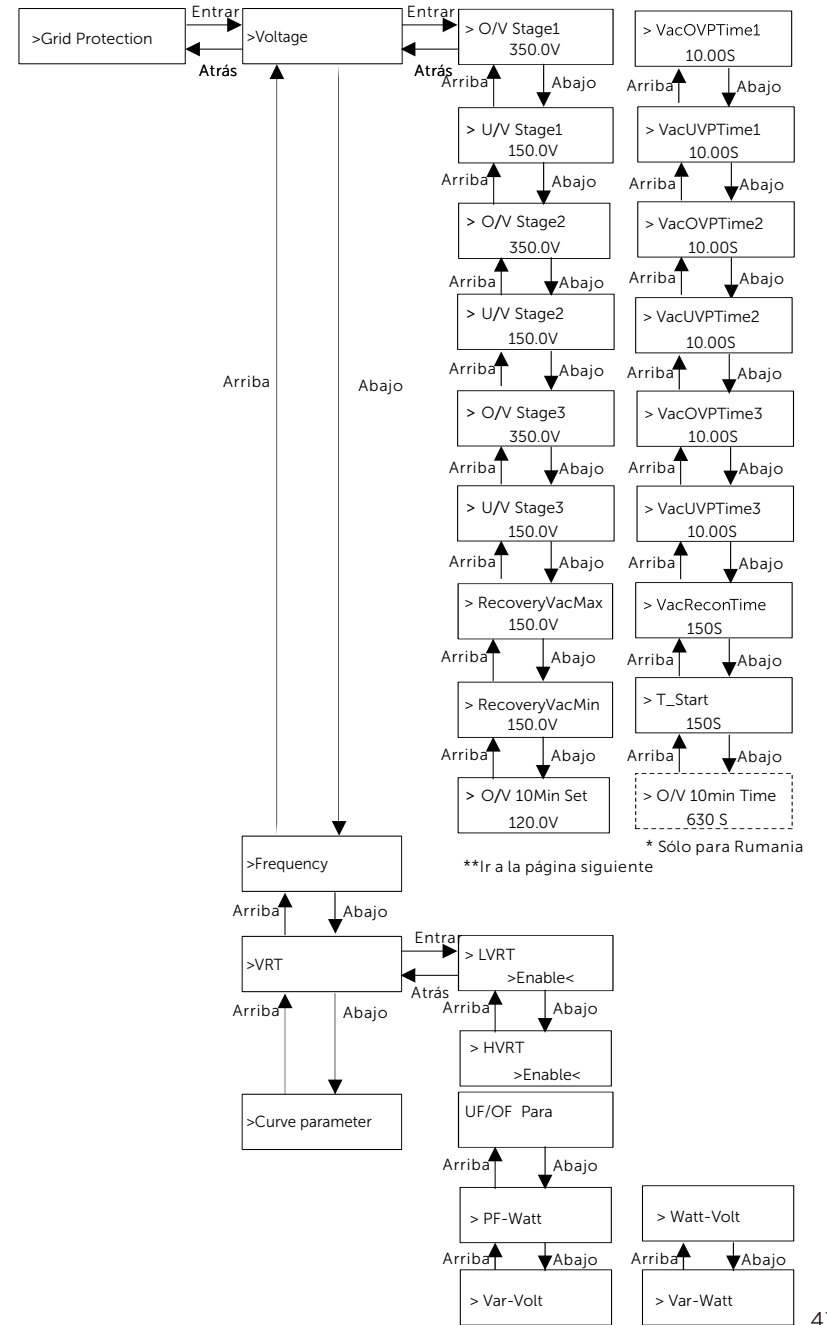 >Grid Protection
Entrar
Atrás
>Voltage
Entrar
Atrás
> O/V Stage1
350.0V
Arriba
Abajo
> U/V Stage1
150.0V
Arriba
Abajo
> O/V Stage2
350.0V
Arriba
Abajo
> U/V Stage2
150.0V
Arriba
Abajo
> O/V Stage3
350.0V
Arriba
Abajo
> U/V Stage3
150.0V
Arriba
Abajo
> RecoveryVacMax
150.0V
Arriba
Abajo
> RecoveryVacMin
150.0V
Arriba
Abajo
> O/V 10Min Set
120.0V
> VacOVPTime1
10.00S
Arriba
Abajo
> VacUVPTime1
10.00S
Arriba
Abajo
> VacOVPTime2
10.00S
Arriba
Abajo
> VacUVPTime2
10.00S
Arriba
Abajo
> VacOVPTime3
10.00S
Arriba
Abajo
> VacUVPTime3
10.00S
Arriba
Abajo
> VacReconTime
150S
Arriba
Abajo
> T_Start
150S
Arriba
Abajo
> O/V 10min Time
630 S
* Sólo para Rumania
**Ir a la página siguiente
Arriba
Abajo
>Frequency
Arriba
Abajo
>VRT
Entrar
Atrás
> LVRT
>Enable<
Arriba
Abajo
> HVRT
>Enable<
Arriba
Abajo
>Curve parameter
UF/OF Para
Arriba
Abajo
> PF-Watt
Arriba
Abajo
> Var-Volt
> Watt-Volt
Arriba
Abajo
> Var-Watt